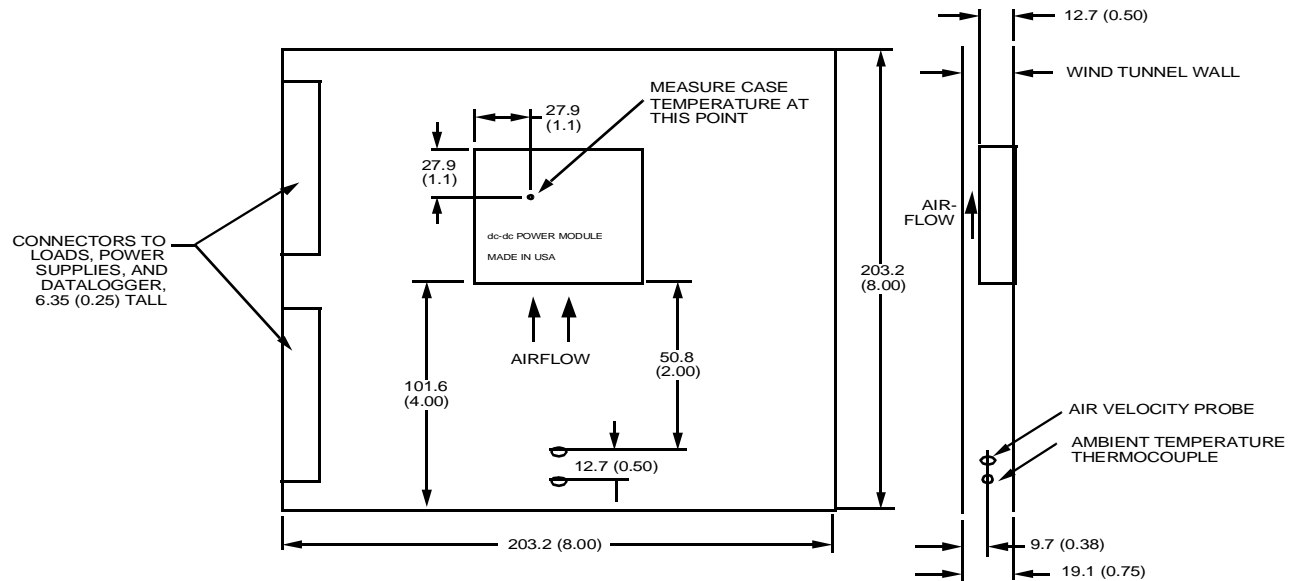 12.7 (0.50)
WIND TUNNEL WALL
MEASURE CASE
TEMPERATURE AT
THIS POINT
27.9
(1.1)
27.9
(1.1)
AIR-
FLOW
dc-dc POWER MODULE
MADE IN USA
CONNECTORS TO
LOADS, POWER
SUPPLIES, AND
DATALOGGER,
6.35 (0.25) TALL
203.2
(8.00)
AIRFLOW
50.8
(2.00)
101.6
(4.00)
AIR VELOCITY PROBE
AMBIENT TEMPERATURE
THERMOCOUPLE
12.7 (0.50)
203.2 (8.00)
9.7 (0.38)
19.1 (0.75)